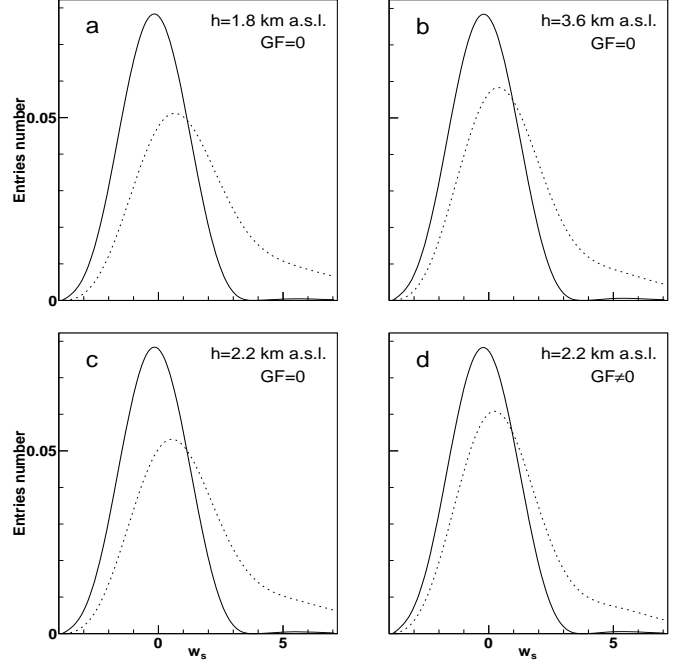 a
h=1.8 km a.s.l.
GF=0
b
h=3.6 km a.s.l.
GF=0
Entries number
0.05
0
c
h=2.2 km a.s.l.
GF=0
d
h=2.2 km a.s.l.
GF≠0
Entries number
0.05
0
0
5
0
5
w_s
w_s